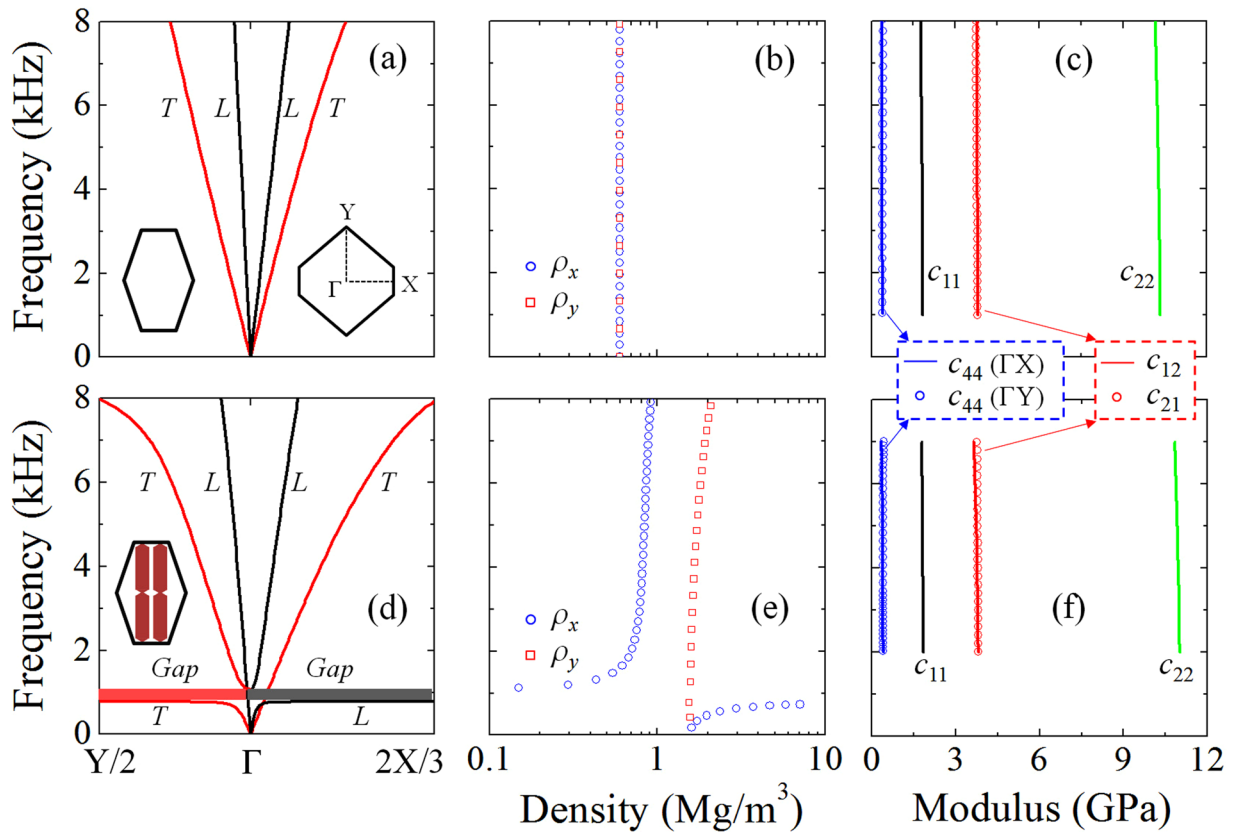 8
6
4
2
0
Frequency (kHz)
(a)
T
L
L
T
Y
Γ
X
(b)
ρx
ρy
(c)
c11
c22
c44 (ΓX)
c44 (ΓY)
c12
c21
8
6
4
2
0
Frequency (kHz)
T
L
L
T
(d)
Gap
Gap
T
L
Y/2
Γ
2X/3
(e)
ρx
ρy
0.1
1
10
Density (Mg/m³)
(f)
c11
c22
0
3
6
9
12
Modulus (GPa)